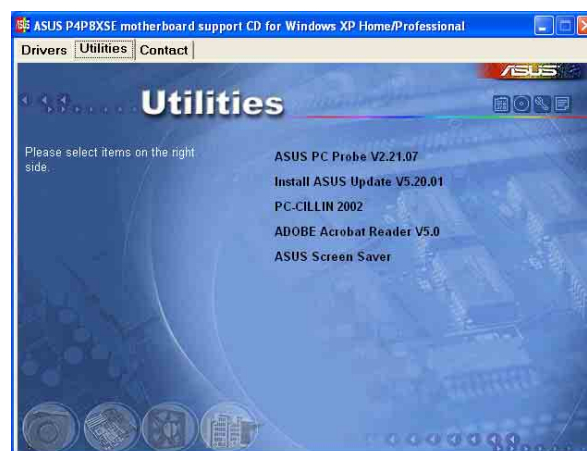 ASUS P4P8XSE motherboard support CD for Windows XP Home/Professional
Drivers Utilities Contact
ASUS
Utilities
Please select items on the right
side.
ASUS PC Probe V2.21.07
Install ASUS Update V5.20.01
PC-CILLIN 2002
ADOBE Acrobat Reader V5.0
ASUS Screen Saver